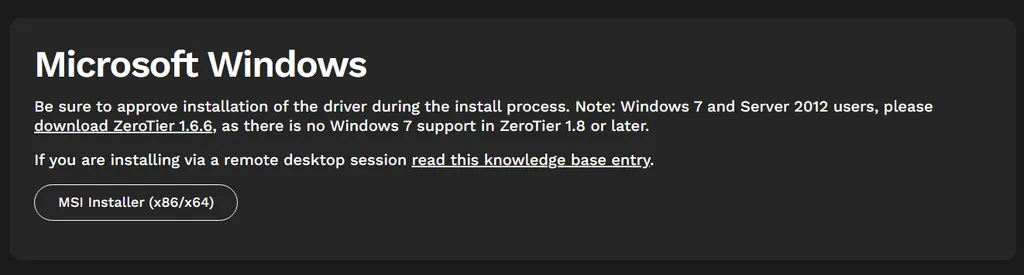 Microsoft Windows
Be sure to approve installation of the driver during the install process. Note: Windows 7 and Server 2012 users, please
download ZeroTier 1.6.6, as there is no Windows 7 support in ZeroTier 1.8 or later.
If you are installing via a remote desktop session read this knowledge base entry.
MSI Installer (x86/x64)